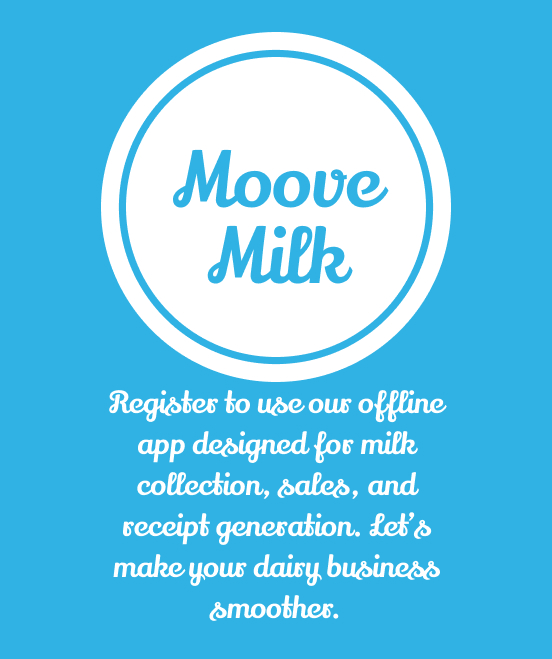 Moove
Milk
Register to use our offline
app designed for milk
collection, sales, and
receipt generation. Let's
make your dairy business
smoother.